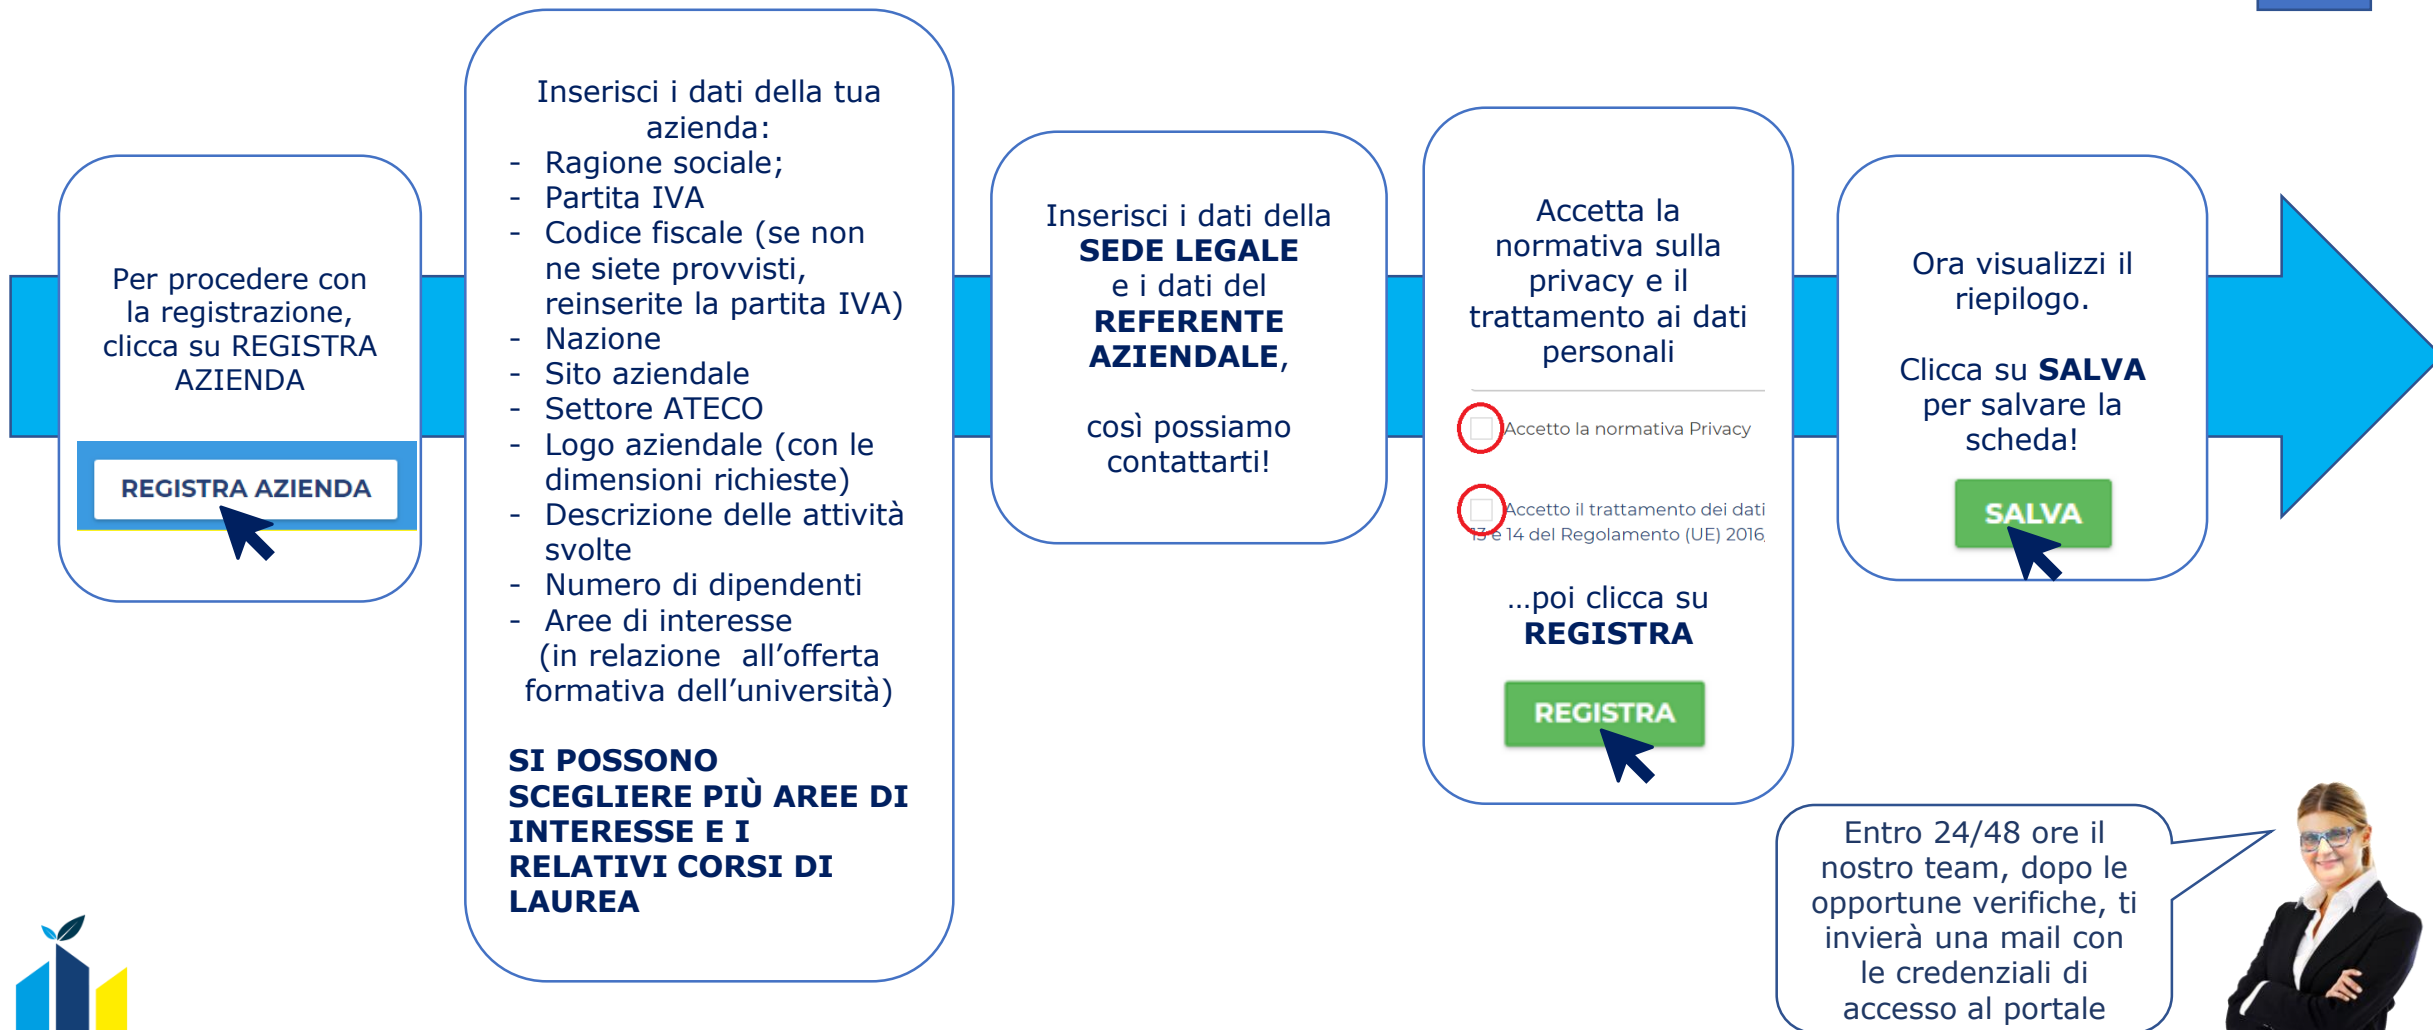 Per procedere con
la registrazione,
clicca su REGISTRA
AZIENDA
REGISTRA AZIENDA
Inserisci i dati della tua
azienda:
- Ragione sociale;
- Partita IVA
- Codice fiscale (se non
ne siete provvisti,
reinserite la partita IVA)
- Nazione
- Sito aziendale
- Settore ATECO
- Logo aziendale (con le
dimensioni richieste)
- Descrizione delle attività
svolte
- Numero di dipendenti
- Aree di interesse
(in relazione  all’offerta
formativa dell’università)
SI POSSONO
SCEGLIERE PIÙ AREE DI
INTERESSE E I
RELATIVI CORSI DI
LAUREA
Inserisci i dati della
SEDE LEGALE
e i dati del
REFERENTE
AZIENDALE,
così possiamo
contattarti!
Accetta la
normativa sulla
privacy e il
trattamento ai dati
personali
Accetto la normativa Privacy
Accetto il trattamento dei dati
13 e 14 del Regolamento (UE) 2016,
…poi clicca su
REGISTRA
REGISTRA
Ora visualizzi il
riepilogo.
Clicca su SALVA
per salvare la
scheda!
SALVA
Entro 24/48 ore il
nostro team, dopo le
opportune verifiche, ti
invierà una mail con
le credenziali di
accesso al portale